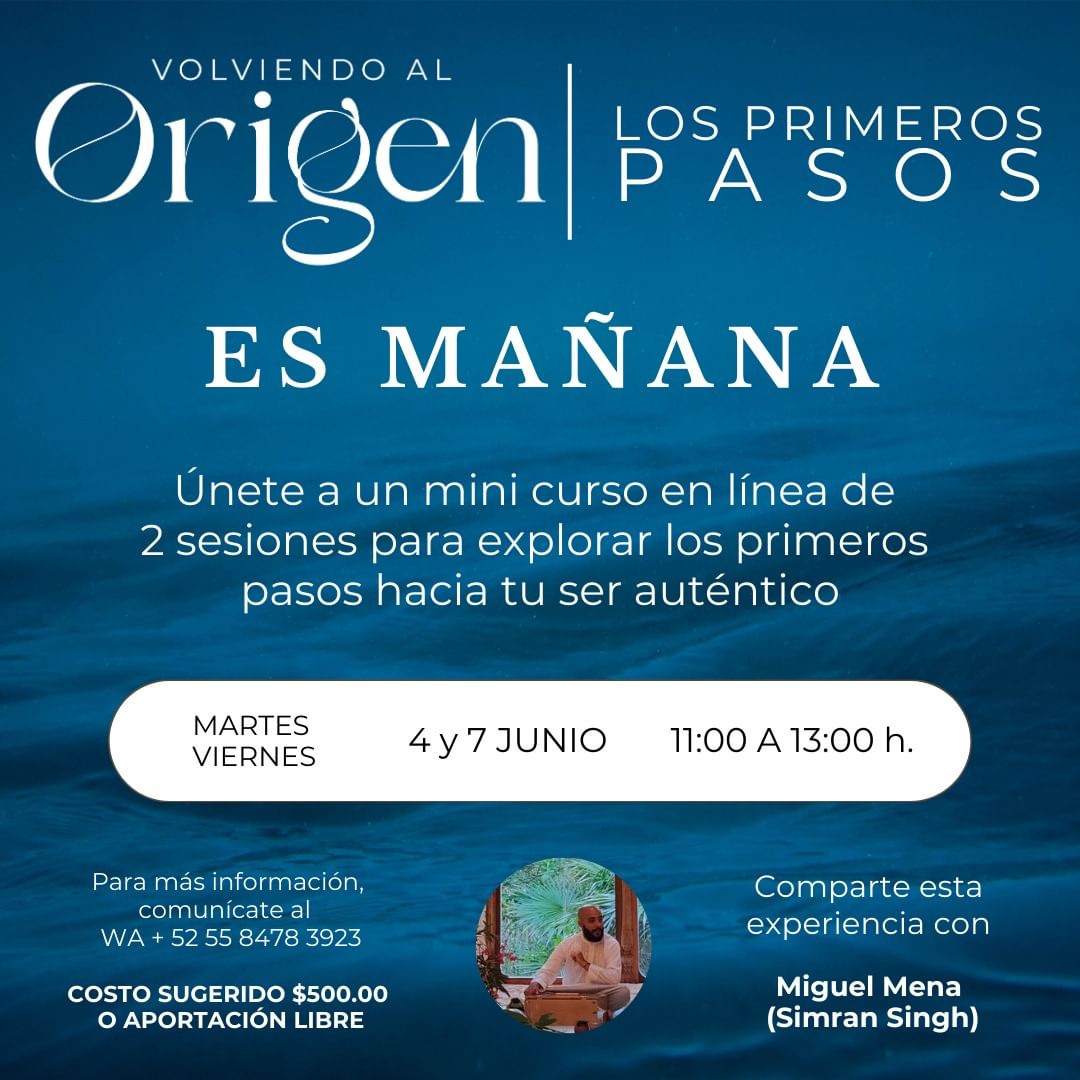 VOLVIENDO AL
Origen
LOS PRIMEROS
PASOS
ES MAÑANA
Únete a un mini curso en línea de
2 sesiones para explorar los primeros
pasos hacia tu ser auténtico
MARTES
VIERNES
4 y 7 JUNIO
11:00 A 13:00 h.
Para más información,
comunícate al
WA + 52 55 8478 3923
COSTO SUGERIDO $500.00
O APORTACIÓN LIBRE
Comparte esta
experiencia con
Miguel Mena
(Simran Singh)